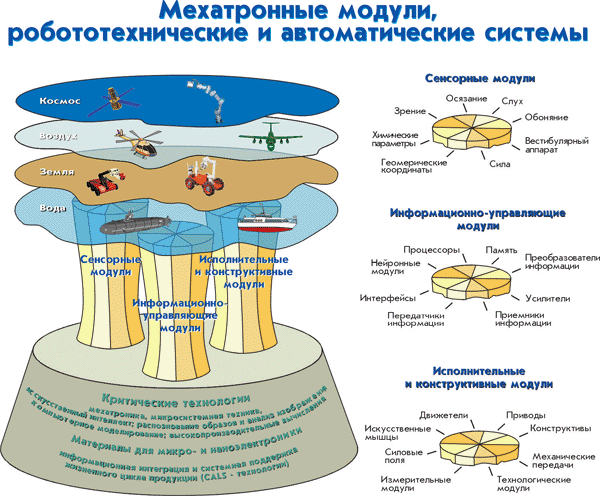 Мехатронные модули,
робототехнические и автоматические системы
Космос
Воздух
Земля
Вода
Сенсорные
модули
Исполнительные
и конструктивные
модули
Информационно-
управляющие
модули
Критические технологии
мехатроника, микросистемная техника,
искусственный интеллект; распознование образов и анализ изображение
компьютерное моделирование; высокопроизводительные вычисления
Материалы для микро- и наноэлектроники
информационная интеграция и системная поддержка
жизненного цикла продукции (CALS - технологии)
Сенсорные модули
Осязание
Слух
Зрение
Обоняние
Химические
параметры
Вестибулярный
аппарат
Геомерические
координаты
Сила
Информационно-управляющие
модули
Процессоры
Память
Нейронные
модули
Преобразователи
информации
Интерфейсы
Усилители
Передатчики
информации
Приемники
информации
Исполнительные
и конструктивные модули
Движетели
Приводы
Искусственные
мышцы
Конструктивы
Силовые
поля
Механические
передачи
Измерительные
модули
Технологические
модули